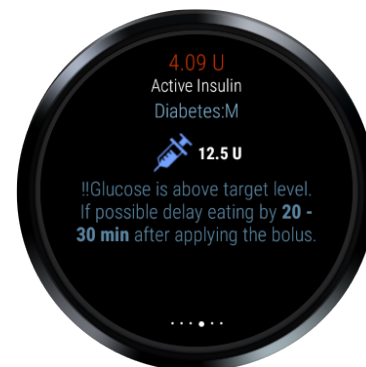 4.09 U
Active Insulin
Diabetes:M
12.5 U
!!Glucose is above target level.
If possible delay eating by 20 -
30 min after applying the bolus.